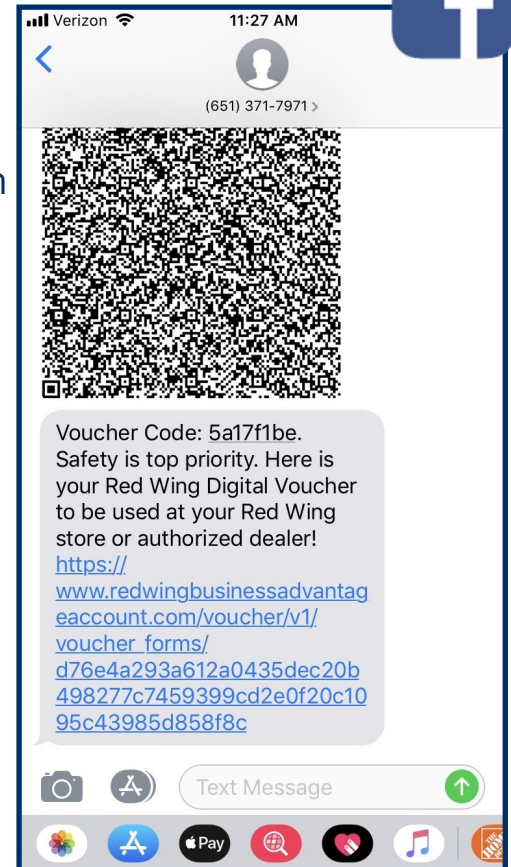 Verizon
11:27 AM
(651) 371-7971 >
Voucher Code: 5a17f1be.
Safety is top priority. Here is
your Red Wing Digital Voucher
to be used at your Red Wing
store or authorized dealer!
https://
www.redwingbusinessadvantag
eaccount.com/voucher/v1/
voucher_forms/
d76e4a293a612a0435dec20b
498277c7459399cd2e0f20c10
95c43985d858f8c
Text Message
Pay